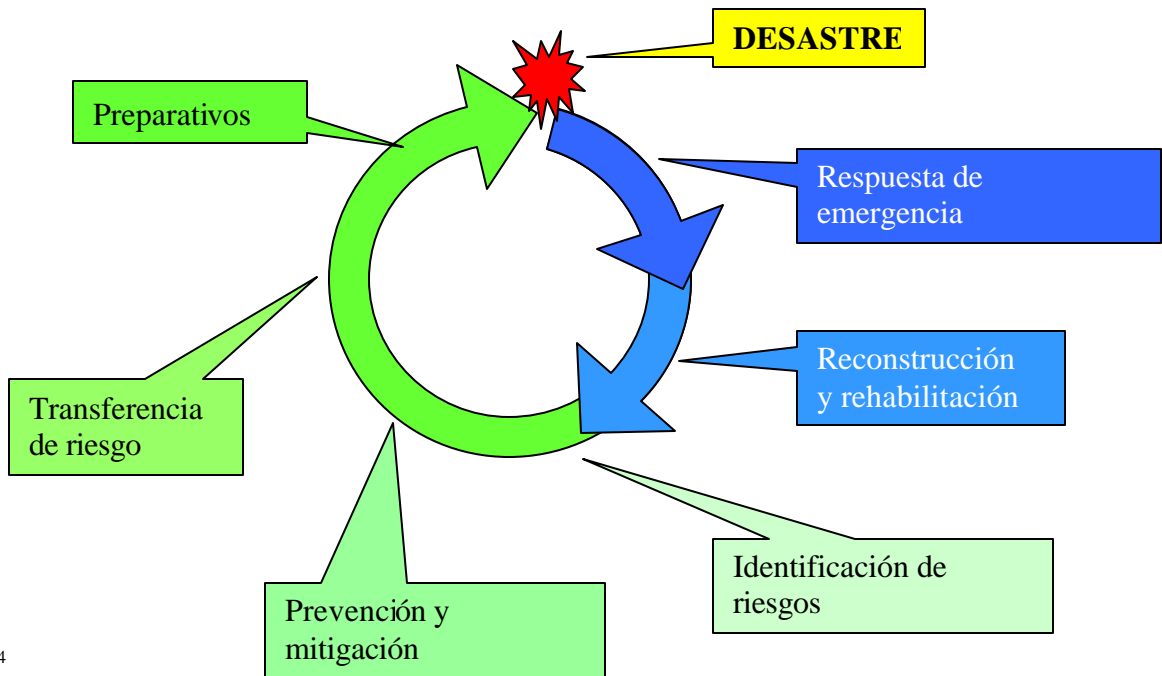 DESASTRE
Preparativos
Respuesta de
emergencia
Reconstrucción
y rehabilitación
Transferencia
de riesgo
Identificación de
riesgos
Prevención y
mitigación
4